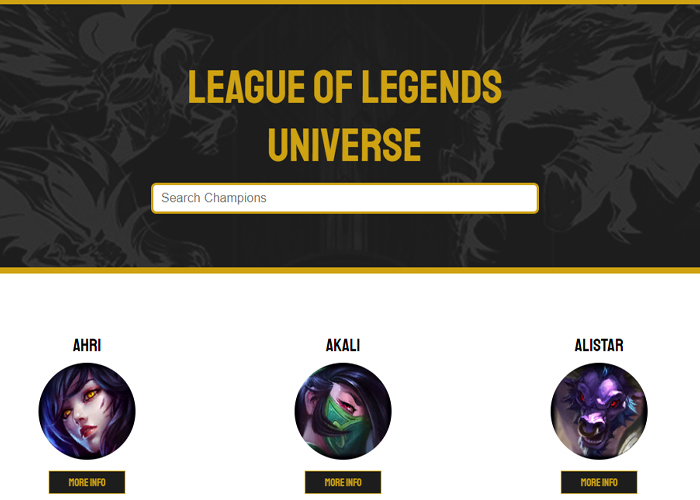 LEAGUE OF LEGENDS
UNIVERSE
Search Champions
AHRI
AKALI
ALISTAR
MORE INFO
MORE INFO
MORE INFO